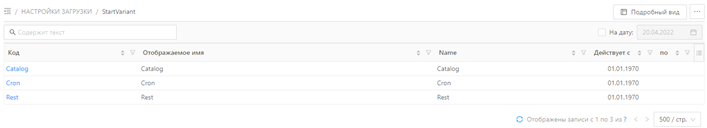 / НАСТРОЙКИ ЗАГРУЗКИ / StartVariant
Подробный вид
Содержит текст
На дату: 20.04.2022
Код Отображаемое имя Name Действует с по
Catalog Catalog Catalog 01.01.1970
Cron Cron Cron 01.01.1970
Rest Rest Rest 01.01.1970
Отображены записи с 1 по 3 из ? 500 / стр.